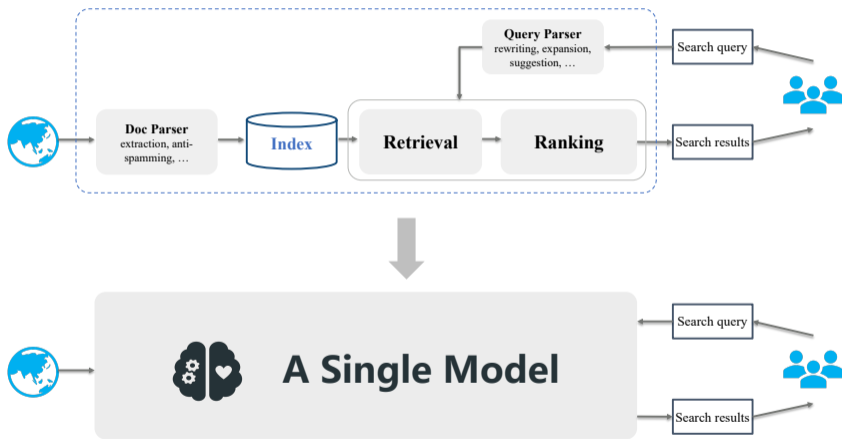 Query Parser
rewriting, expansion,
suggestion, …
Search query
Doc Parser
extraction, anti-
spamming, …
Index
Retrieval
Ranking
Search results
Search query
A Single Model
Search results